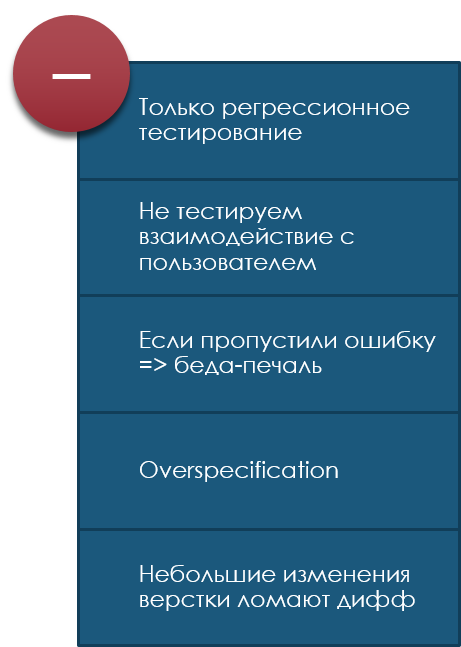 —
Только регрессионное
тестирование
Не тестируем
взаимодействие с
пользователем
Если пропустили ошибку
=> беда-печаль
Overspecification
Небольшие изменения
верстки ломают дифф